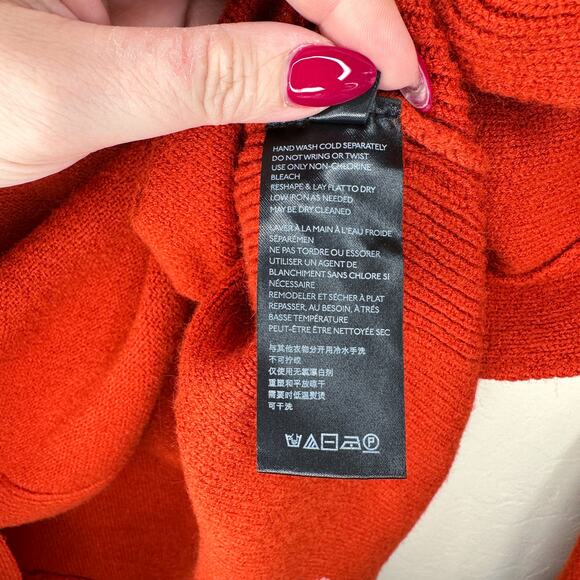 HAND WASH COLD SEPARATELY
DO NOT WRING OR TWIST
USE ONLY NON-CHLORINE
BLEACH
RESHAPE & LAY FLAT TO DRY
LOW IRON AS NEEDED
MAY BE DRY CLEANED
LAVER À LA MAIN À L'EAU FROIDE
SÉPARÉMEN
NE PAS TORDRE OU ESSORER
UTILISER UN AGENT DE
BLANCHIMENT SANS CHLORE SI
NÉCESSAIRE
REMODELER ET SÉCHER À PLAT
REPASSER, AU BESOIN, À TRÉS
BASSE TEMPÉRATURE
PEUT-ÊTRE ÊTRE NETTOYÉE SEC
与其他衣物分开用冷水手洗
不可拧绞
仅使用无氯漂白剂
重塑和平放晾干
需要时低温熨烫
可干洗
P